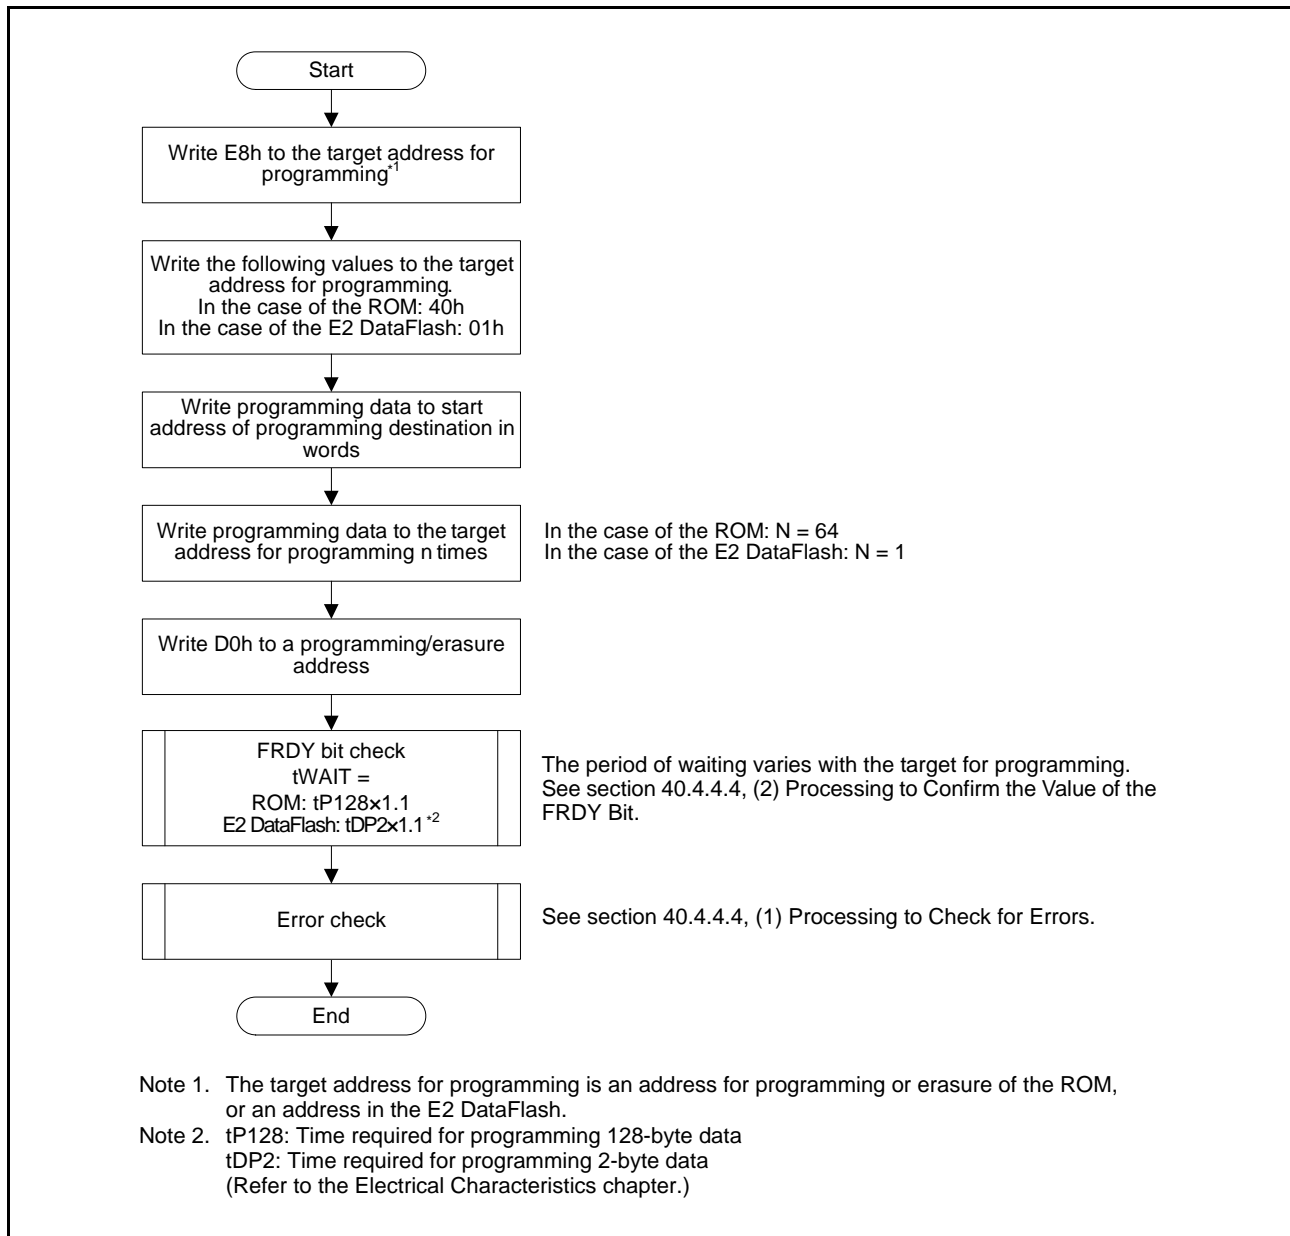 Start
Write E8h to the target address for
programming*1
Write the following values to the target
address for programming.
In the case of the ROM: 40h
In the case of the E2 DataFlash: 01h
Write programming data to start
address of programming destination in
words
Write programming data to the target
address for programming n times
In the case of the ROM: N = 64
In the case of the E2 DataFlash: N = 1
Write D0h to a programming/erasure
address
FRDY bit check
tWAIT =
ROM: tP128×1.1
E2 DataFlash: tDP2×1.1*2
The period of waiting varies with the target for programming.
See section 40.4.4.4, (2) Processing to Confirm the Value of the
FRDY Bit.
Error check
See section 40.4.4.4, (1) Processing to Check for Errors.
End
Note 1. The target address for programming is an address for programming or erasure of the ROM,
or an address in the E2 DataFlash.
Note 2. tP128: Time required for programming 128-byte data
tDP2: Time required for programming 2-byte data
(Refer to the Electrical Characteristics chapter.)